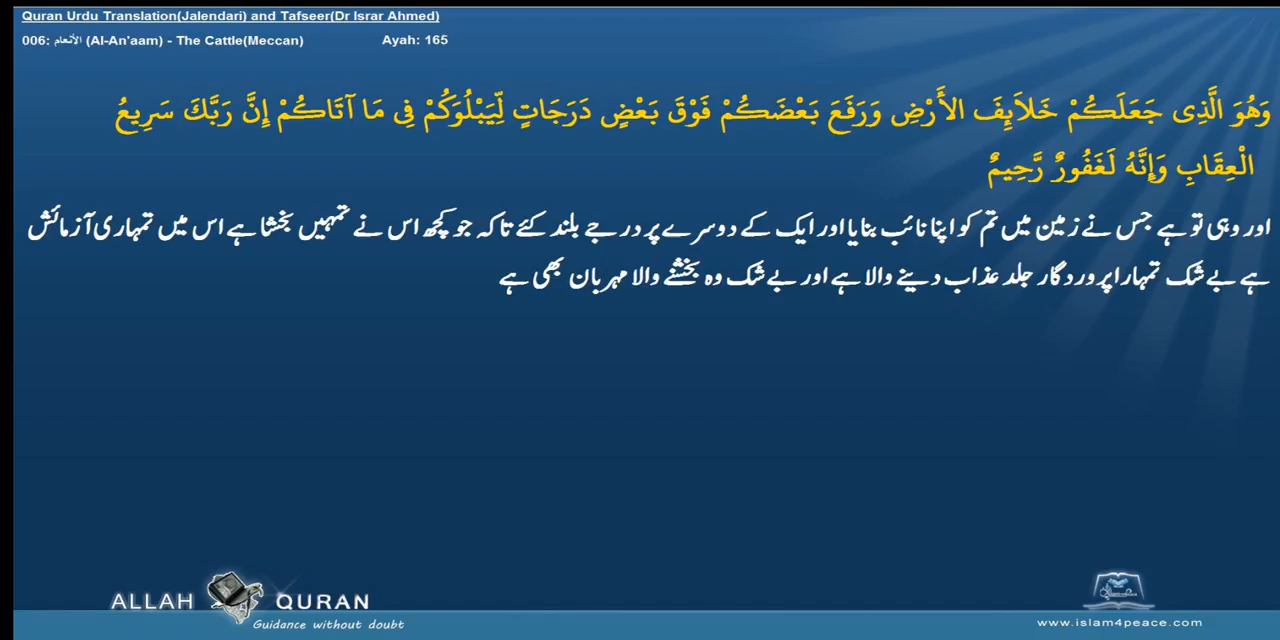 Quran Urdu Translation(Jalendari) and Tafseer(Dr Israr Ahmed)
006: الأنعام (Al-An'aam) - The Cattle(Meccan) Ayah: 165
وَهُوَ الَّذِى جَعَلَكُمْ خَلاَئِفَ الأَرْضِ وَرَفَعَ بَعْضَكُمْ فَوْقَ بَعْضٍ دَرَجَاتٍ لِّيَبْلُوَكُمْ فِى مَا آتَاكُمْ إِنَّ رَبَّكَ سَرِيعُ
الْعِقَابِ وَإِنَّهُ لَغَفُورٌ رَّحِيمٌ
اور وہی تو ہے جس نے زمین میں تم کو اپنا نائب بنایا اور ایک کے دوسرے پر درجے بلند کئے تاکہ جو کچھ اس نے تمہیں بخشا ہے اس میں تمہاری آزمائش
ہے بے شک تمہارا پروردگار جلد عذاب دینے والا ہے اور بے شک وہ بخشنے والا مہربان بھی ہے
ALLAH QURAN
Guidance without doubt
www.islam4peace.com